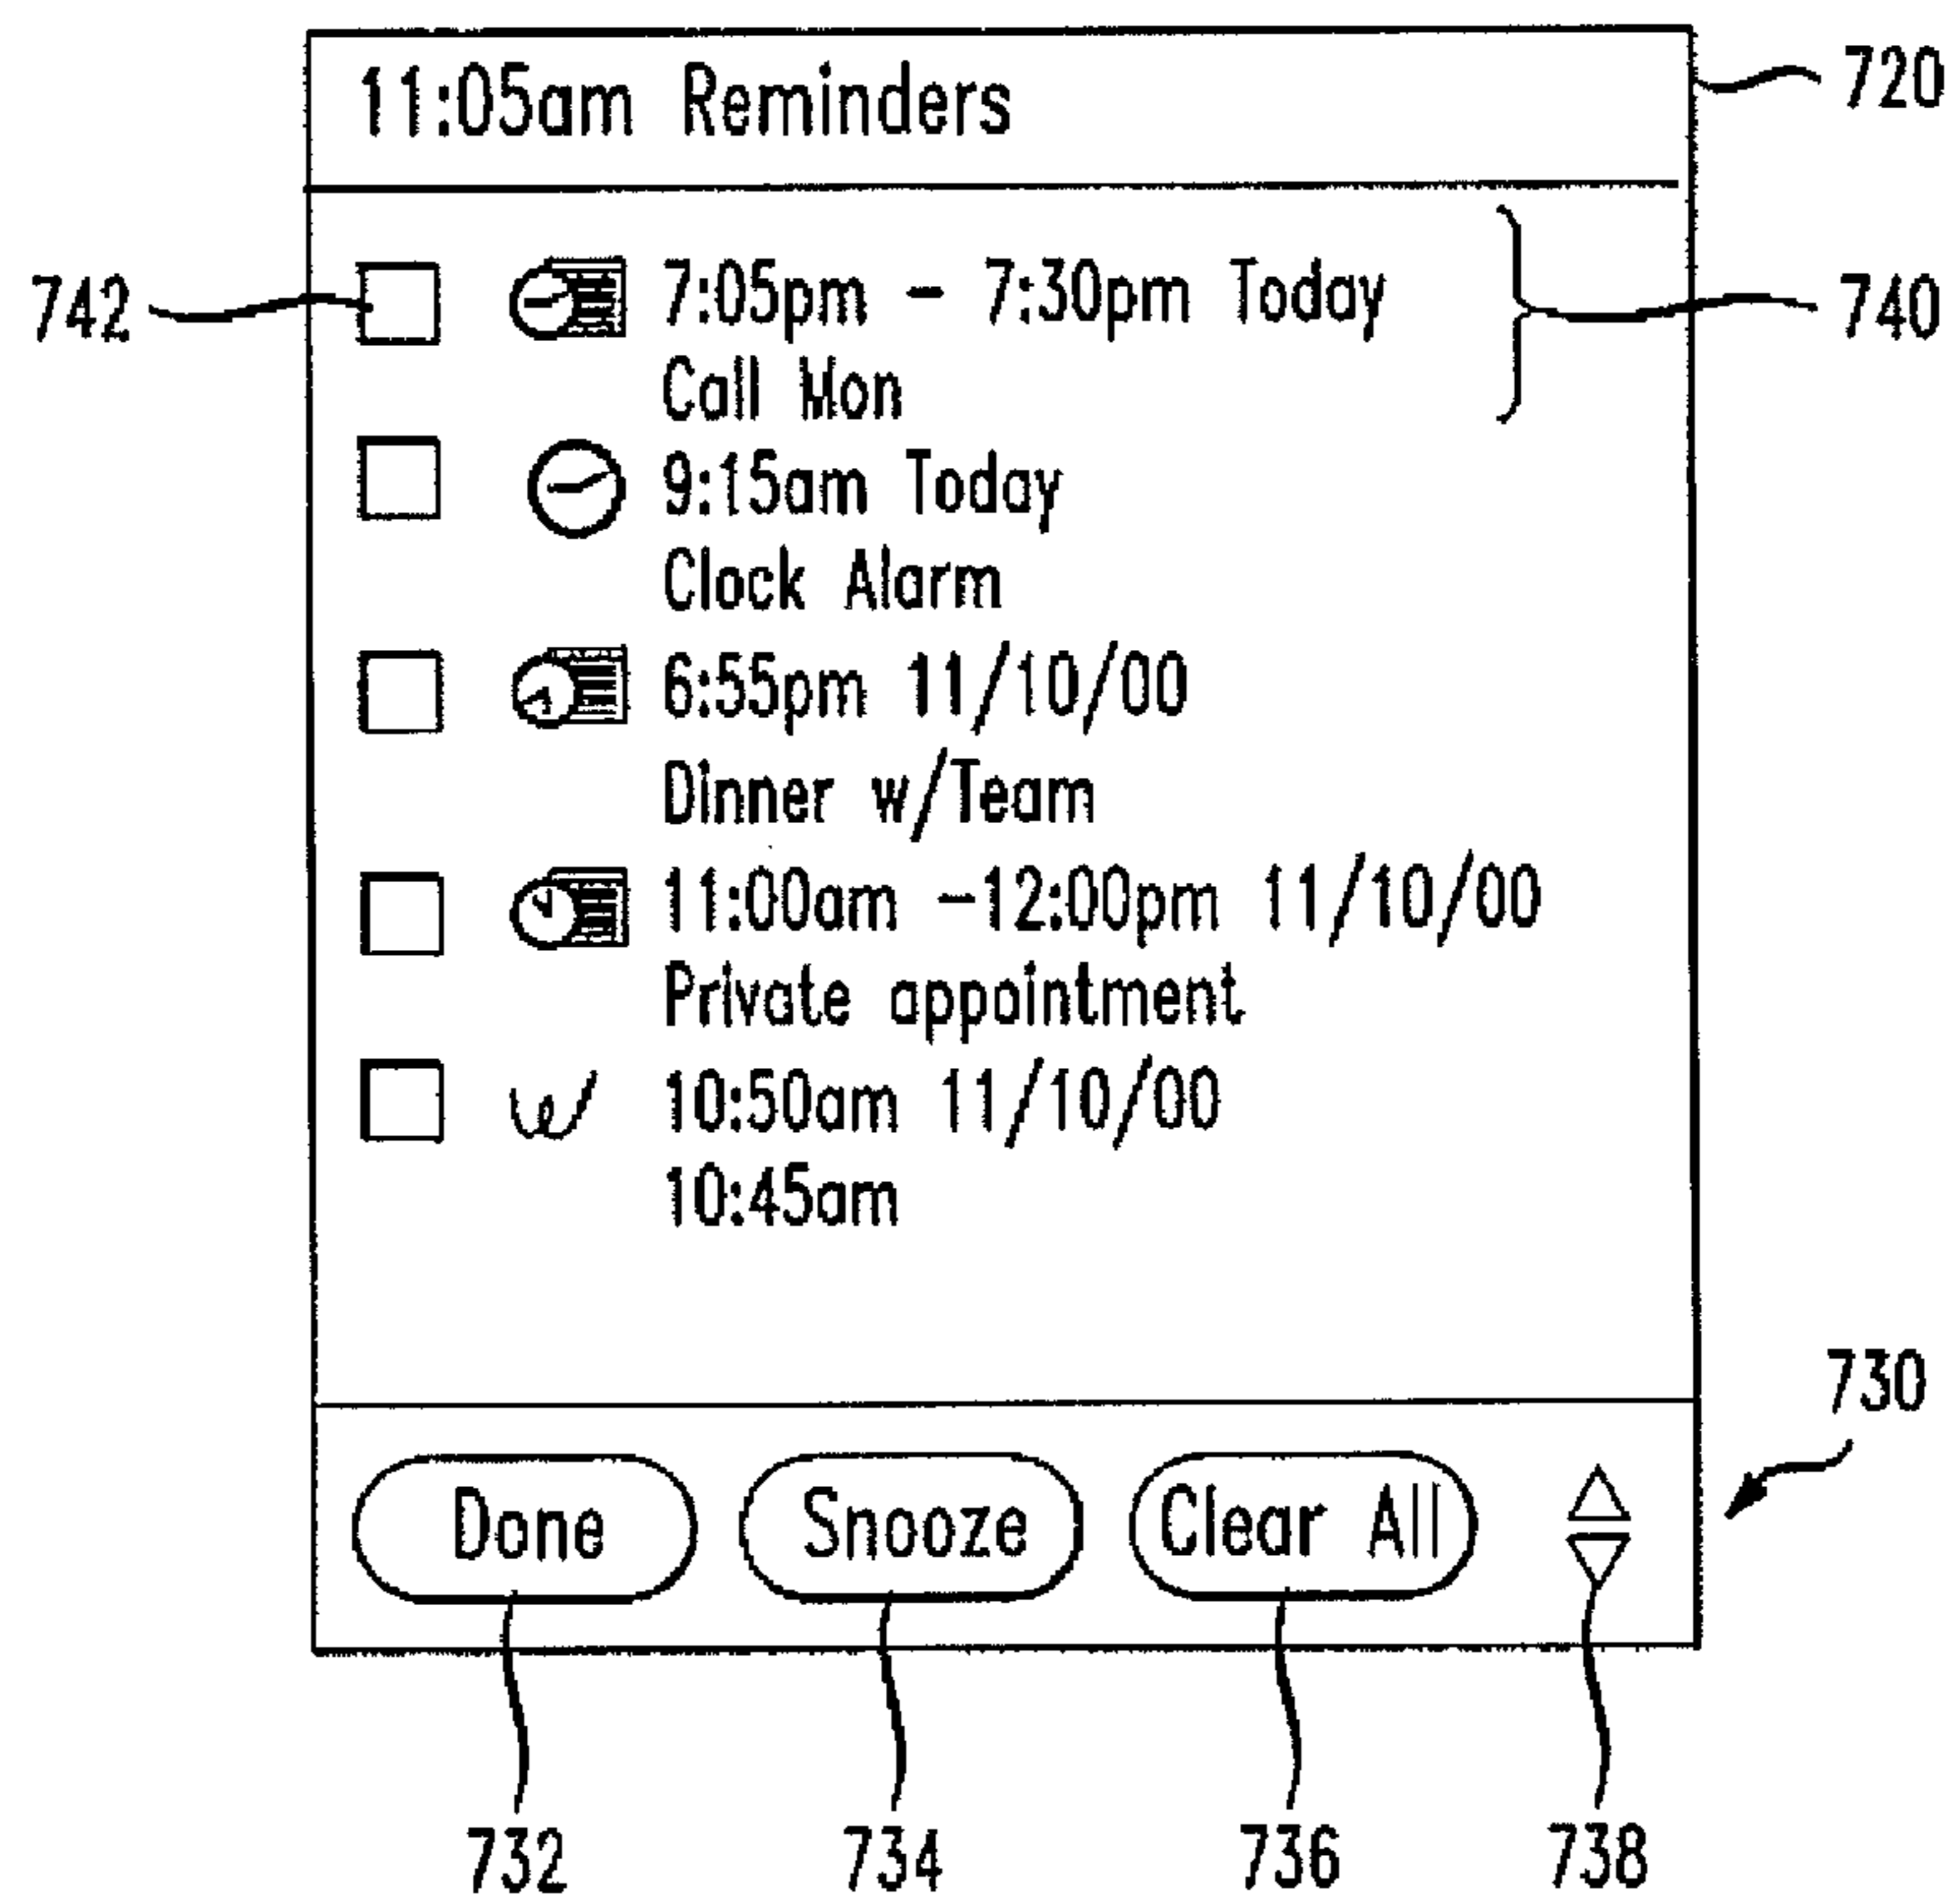 11:05am Reminders
720
742
7:05pm - 7:30pm Today
740
Call Mon
9:15am Today
Clock Alarm
6:55pm 11/10/00
Dinner w/Team
11:00am -12:00pm 11/10/00
Private appointment
10:50am 11/10/00
10:45am
730
Done Snooze Clear All
732 734 736 738